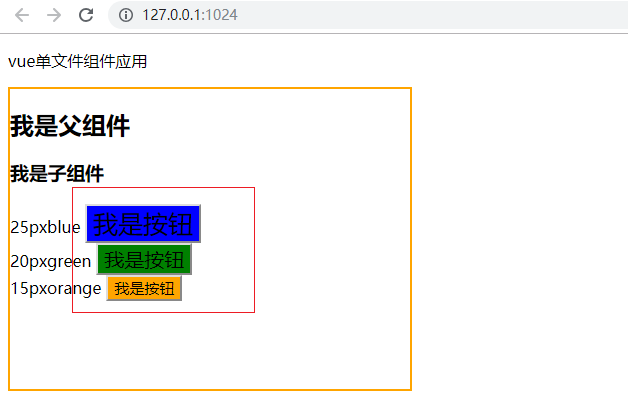 127.0.0.1:1024
vue单文件组件应用
我是父组件
我是子组件
25pxblue 我是按钮
20pxgreen 我是按钮
15pxorange 我是按钮